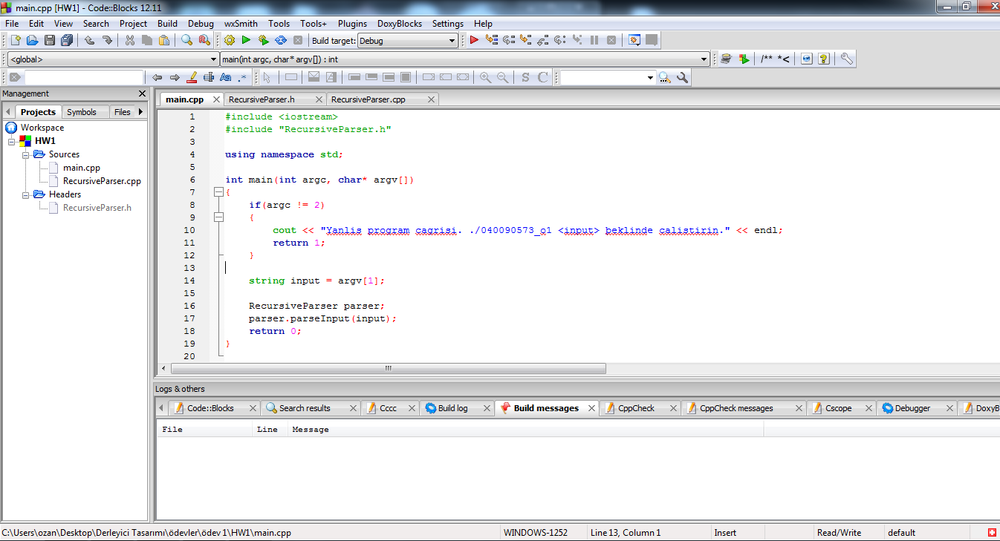 main.cpp [HW1] - Code::Blocks 12.11
File Edit View Search Project Build Debug wxSmith Tools Tools+ Plugins DoxyBlocks Settings Help
Build target: Debug
<global> main(int argc, char* argv[]) : int
/** *<
Aa .*
S C
Management
main.cpp RecursiveParser.h RecursiveParser.cpp
Projects Symbols Files
Workspace
HW1
Sources
main.cpp
RecursiveParser.cpp
Headers
RecursiveParser.h
1 #include <iostream>
2 #include "RecursiveParser.h"
3
4 using namespace std;
5
6 int main(int argc, char* argv[])
7 {
8 if(argc != 2)
9 {
10 cout << "Yanlis program cagrisi. ./040090573_o1 <input> þeklinde calistirin." << endl;
11 return 1;
12 }
13
14 string input = argv[1];
15
16 RecursiveParser parser;
17 parser.parseInput(input);
18 return 0;
19 }
20
Logs & others
Code::Blocks Search results Cccc Build log Build messages CppCheck CppCheck messages Cscope Debugger DoxyB
File Line Message
C:\Users\ozan\Desktop\Derleyici Tasarımı\ödevler\ödev 1\HW1\main.cpp WINDOWS-1252 Line 13, Column 1 Insert Read/Write default